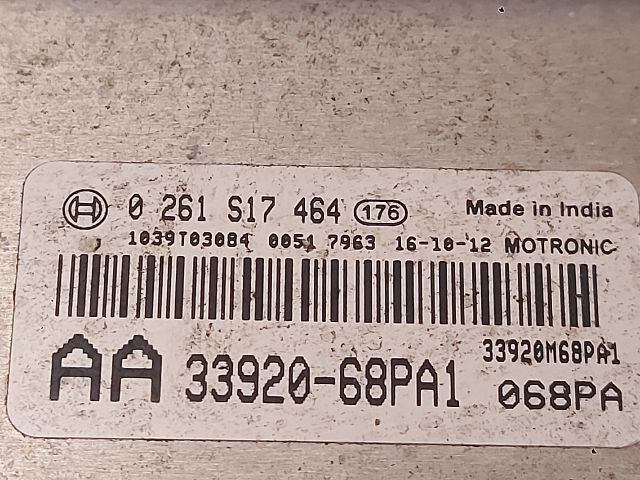 0 261 S17 464 176 Made in India
1039T03084 0051 7963 16-10-12 MOTRONIC
33920M68PA1
AA 33920-68PA1 068PA